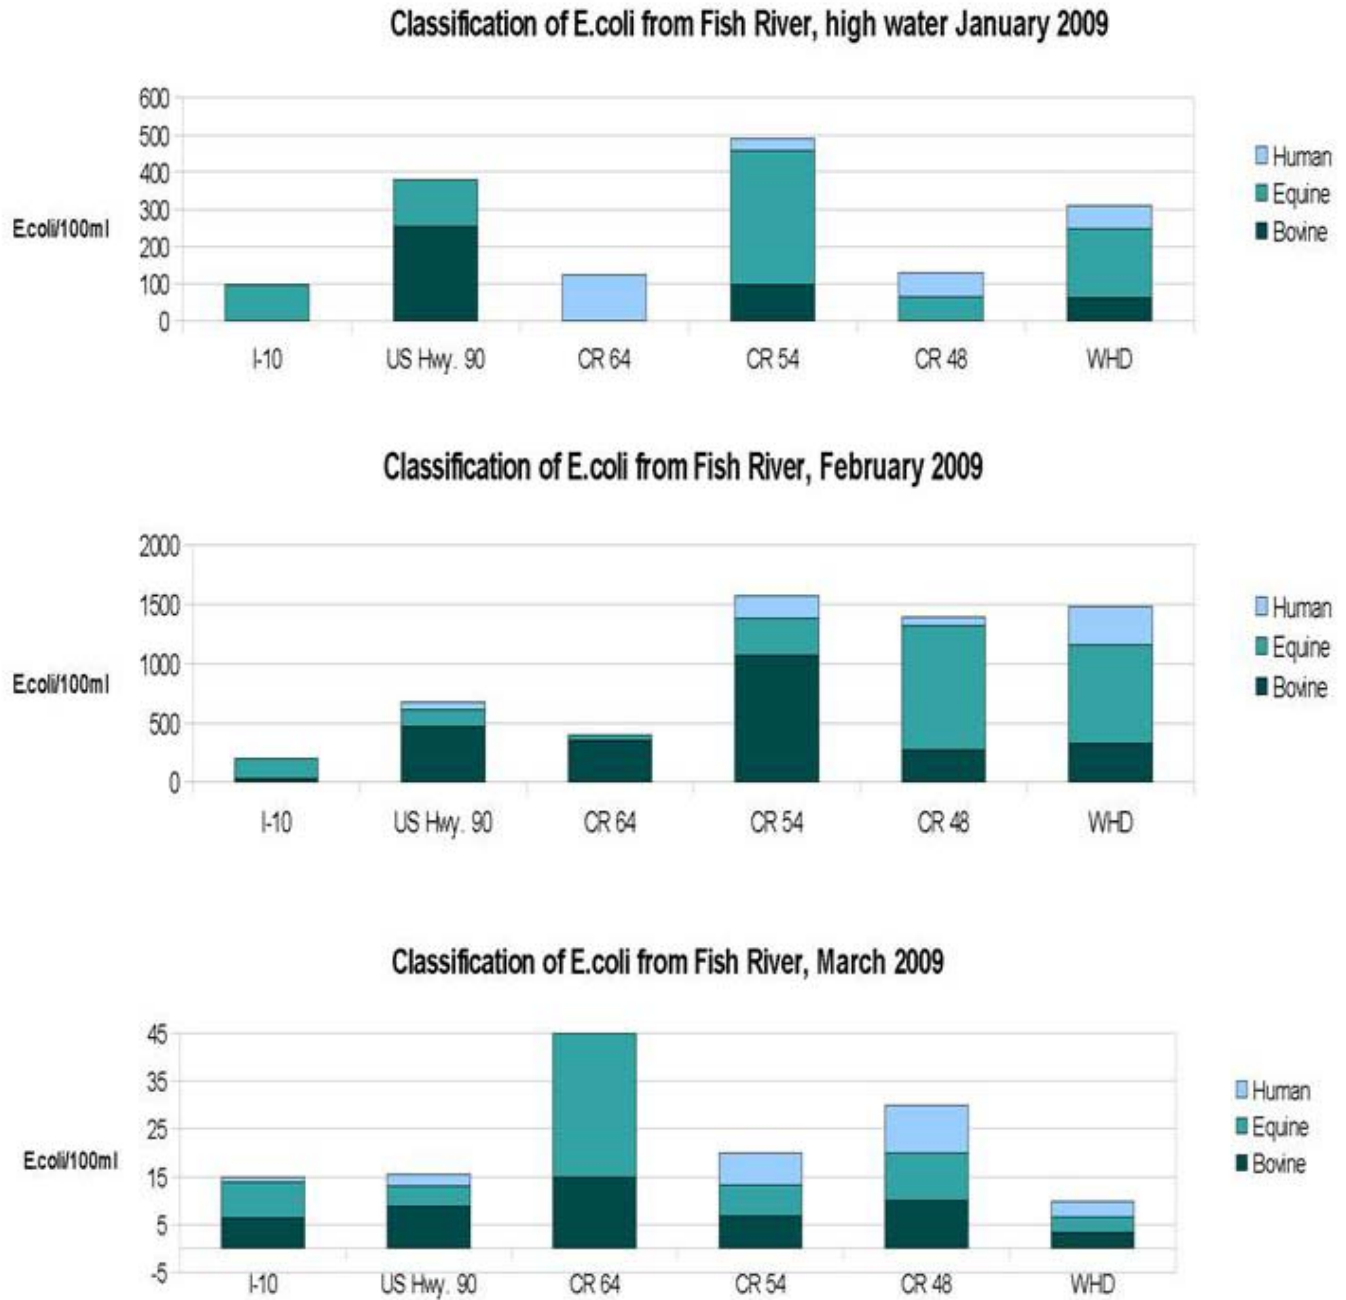 Classification of E.coli from Fish River, high water January 2009
600
500
400
300
200
100
0
E.coli/100ml
I-10 US Hwy. 90 CR 64 CR 54 CR 48 WHD
Human
Equine
Bovine
Classification of E.coli from Fish River, February 2009
2000
1500
1000
500
0
E.coli/100ml
I-10 US Hwy. 90 CR 64 CR 54 CR 48 WHD
Human
Equine
Bovine
Classification of E.coli from Fish River, March 2009
45
35
25
15
5
-5
E.coli/100ml
I-10 US Hwy. 90 CR 64 CR 54 CR 48 WHD
Human
Equine
Bovine